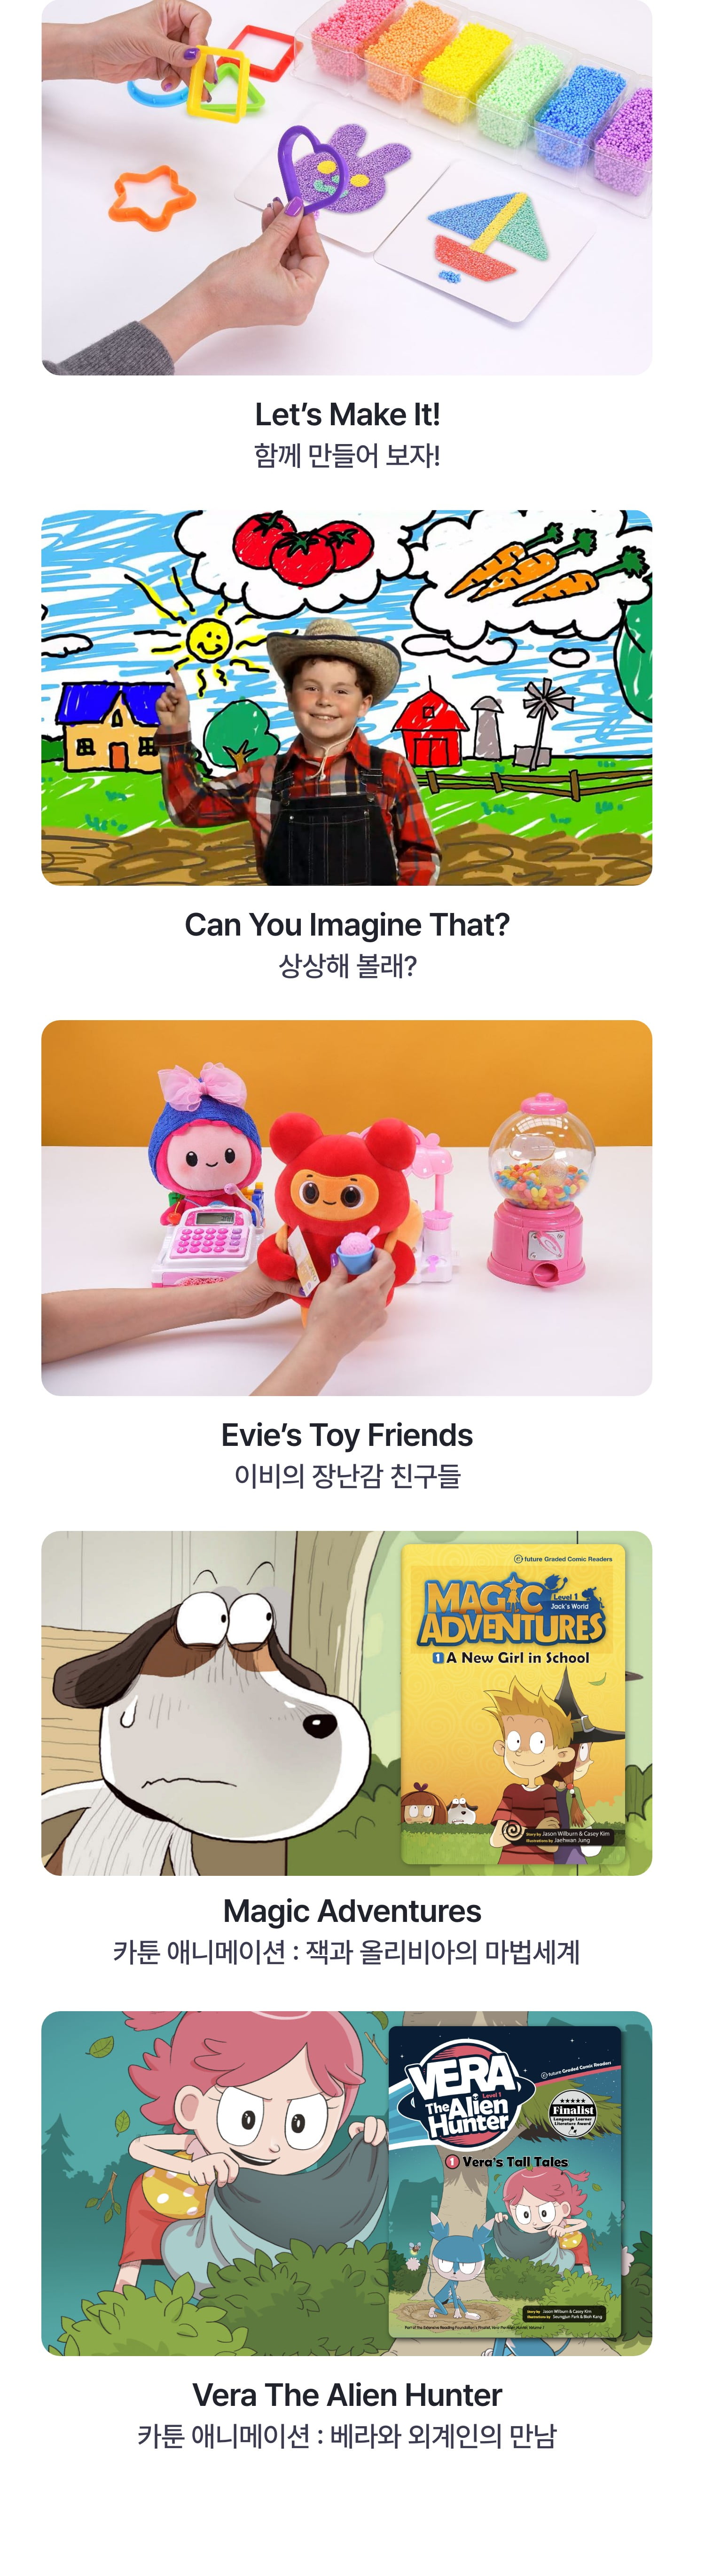 Let's Make It!
함께 만들어 보자!
Can You Imagine That?
상상해 볼래?
Evie's Toy Friends
이비의 장난감 친구들
e future Graded Comic Readers
MAGIC
Level 1
Jack's World
ADVENTURES
1 A New Girl in School
Story by Jason Wilburn & Casey Kim
Illustrations by Jaehwan Jung
Magic Adventures
카툰 애니메이션 : 잭과 올리비아의 마법세계
e future Graded Comic Readers
VERA
Level 1
The Alien
Hunter
Finalist
Language Learner
Literature Award
1 Vera's Tall Tales
Story by Jason Wilburn & Casey Kim
Vera The Alien Hunter
카툰 애니메이션 : 베라와 외계인의 만남